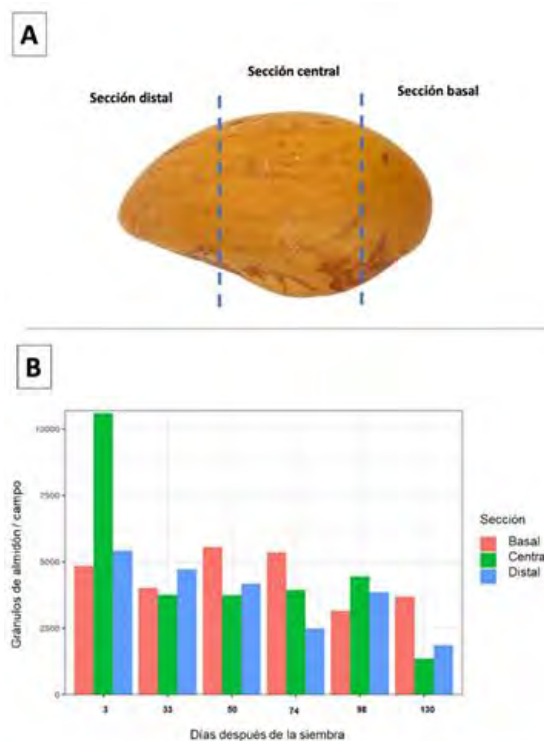 A
Sección central
Sección distal
Sección basal
B
Gránulos de almidón / campo
10000
7500
5000
2500
0
3
33
50
74
98
130
Días después de la siembra
Sección
Basal
Central
Distal